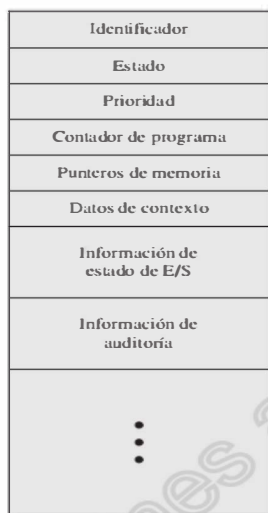 Identificador
Estado
Prioridad
Contador de programa
Punteros de memoria
Datos de contexto
Información de
estado de E/S
Información de
auditoría